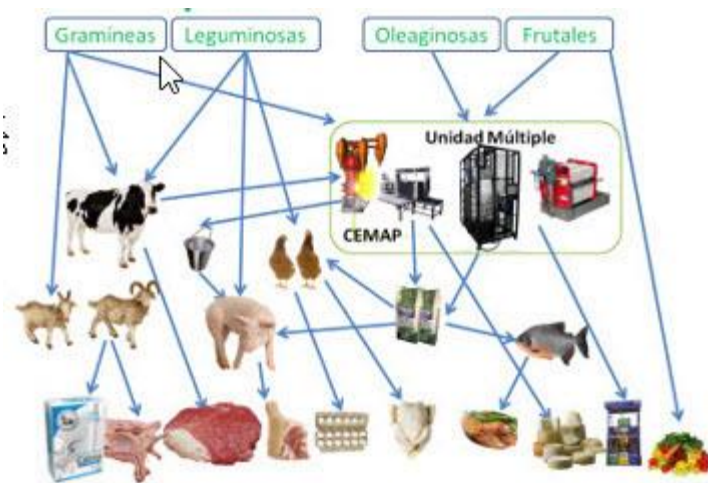 Gramíneas
Leguminosas
Oleaginosas
Frutales
Unidad Múltiple
CEMAP